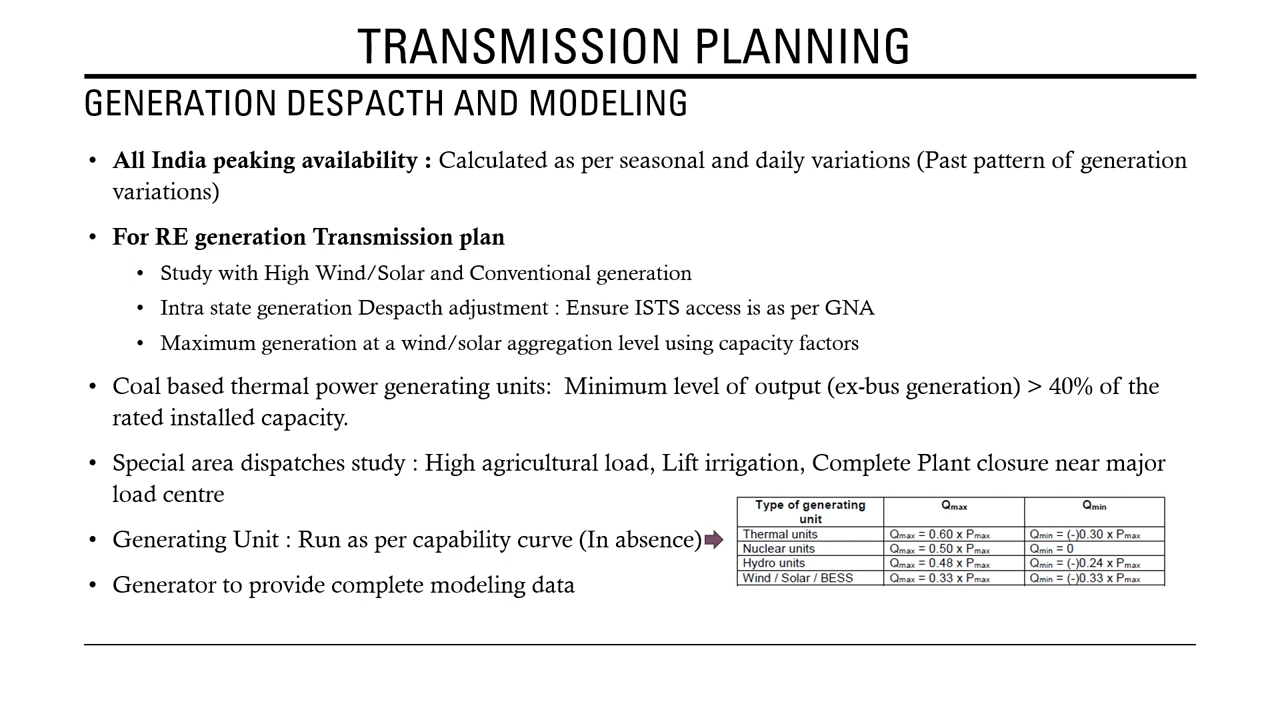 TRANSMISSION PLANNING
GENERATION DESPACTH AND MODELING
• All India peaking availability : Calculated as per seasonal and daily variations (Past pattern of generation
variations)
• For RE generation Transmission plan
• Study with High Wind/Solar and Conventional generation
• Intra state generation Despacth adjustment : Ensure ISTS access is as per GNA
• Maximum generation at a wind/solar aggregation level using capacity factors
• Coal based thermal power generating units:  Minimum level of output (ex-bus generation) > 40% of the
rated installed capacity.
• Special area dispatches study : High agricultural load, Lift irrigation, Complete Plant closure near major
load centre
• Generating Unit : Run as per capability curve (In absence)
• Generator to provide complete modeling data
Type of generating Qmax Qmin
unit
Thermal units Qmax = 0.60 x Pmax Qmin = (-)0.30 x Pmax
Nuclear units Qmax = 0.50 x Pmax Qmin = 0
Hydro units Qmax = 0.48 x Pmax Qmin = (-)0.24 x Pmax
Wind / Solar / BESS Qmax = 0.33 x Pmax Qmin = (-)0.33 x Pmax